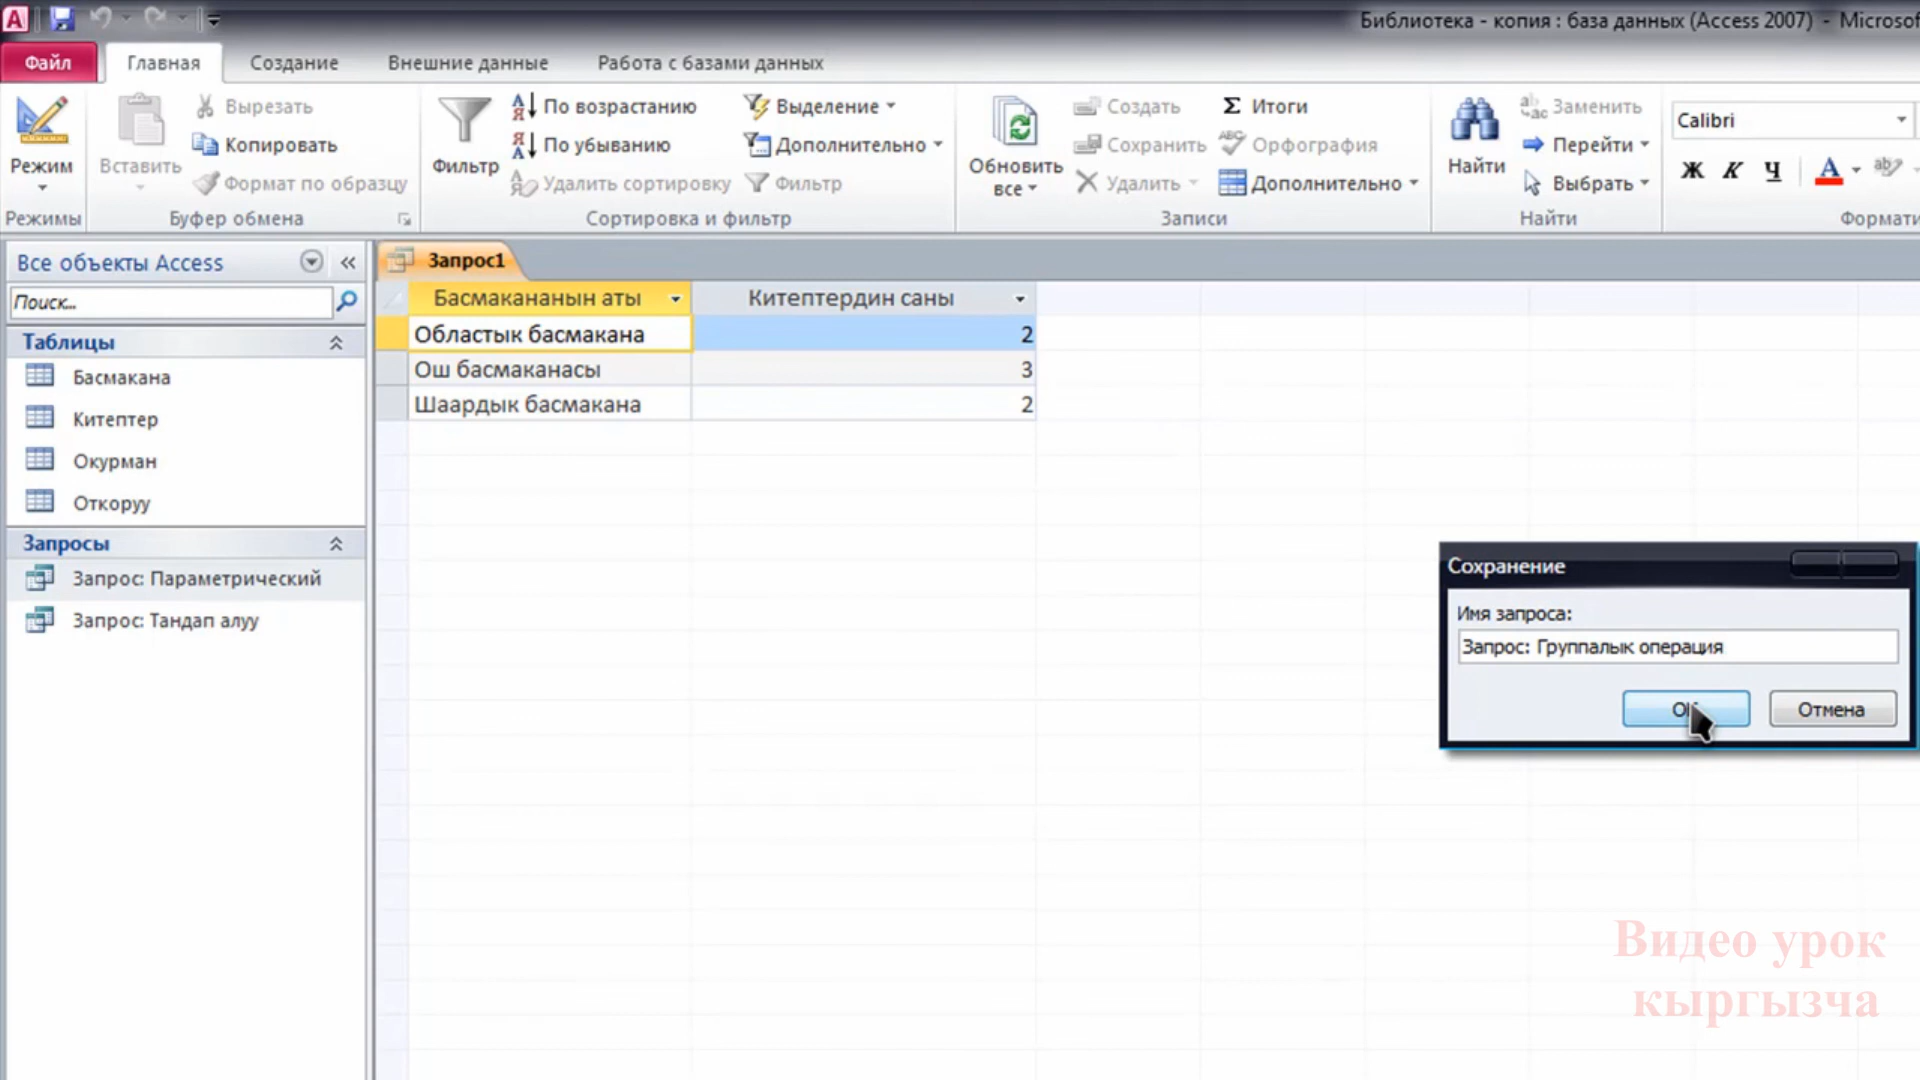 Библиотека - копия : база данных (Access 2007) - Microsof
Файл
Главная
Создание
Внешние данные
Работа с базами данных
Режим
Режимы
Вставить
Вырезать
Копировать
Формат по образцу
Буфер обмена
Фильтр
По возрастанию
По убыванию
Удалить сортировку
Выделение
Дополнительно
Фильтр
Сортировка и фильтр
Обновить
все
Создать
Сохранить
Удалить
Итоги
Орфография
Дополнительно
Записи
Найти
Заменить
Перейти
Выбрать
Найти
Calibri
Ж К Ч А
Формати
Все объекты Access
Поиск...
Таблицы
Басмакана
Китептер
Окурман
Откоруу
Запросы
Запрос: Параметрический
Запрос: Тандап алуу
Запрос1
Басмакананын аты Китептердин саны
Областык басмакана 2
Ош басмаканасы 3
Шаардык басмакана 2
Сохранение
Имя запроса:
Запрос: Группалык операция
ОК Отмена
Видео урок
кыргызча